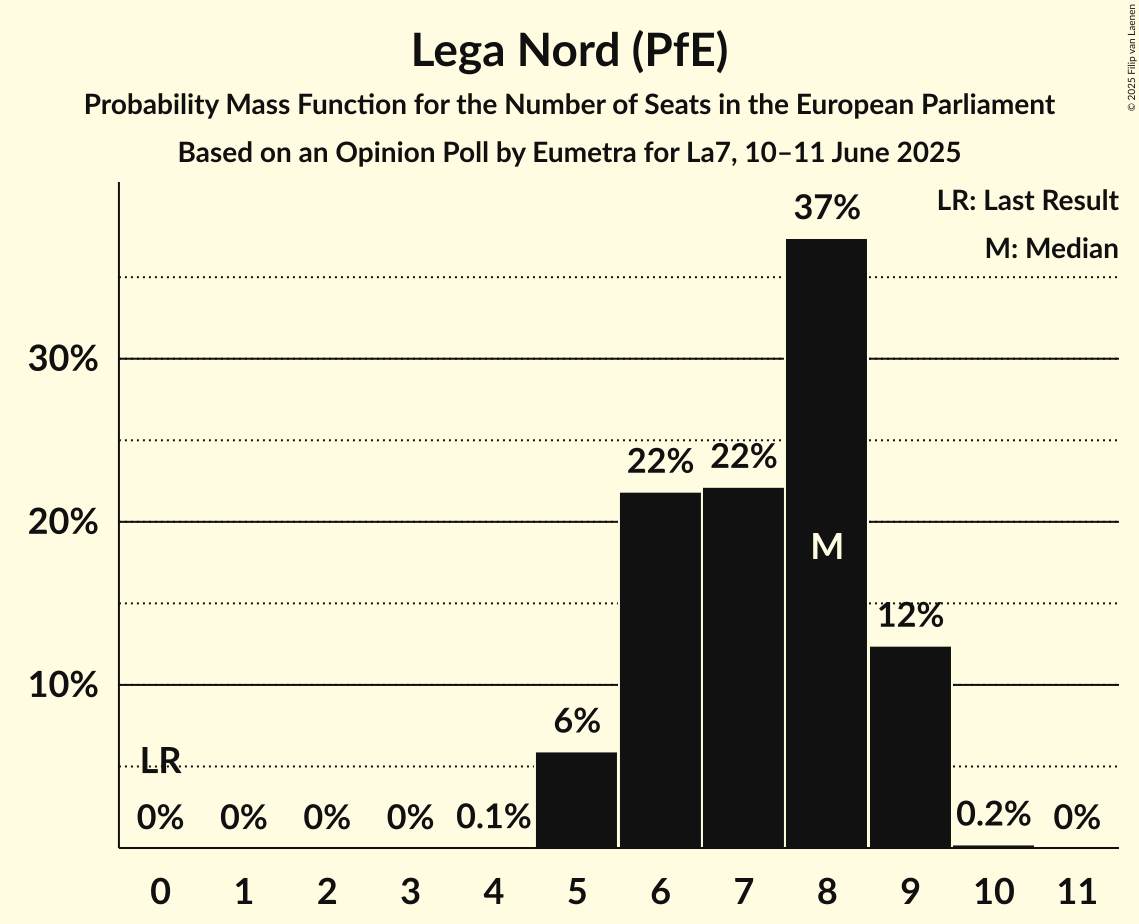 Lega Nord (PfE)
Probability Mass Function for the Number of Seats in the European Parliament
Based on an Opinion Poll by Eumetra for La7, 10–11 June 2025
© 2025 Filip van Laenen
LR: Last Result
M: Median
37%
30%
22% 22%
20%
M
12%
10%
6%
LR
0% 0% 0% 0% 0.1% 0.2% 0%
0 1 2 3 4 5 6 7 8 9 10 11